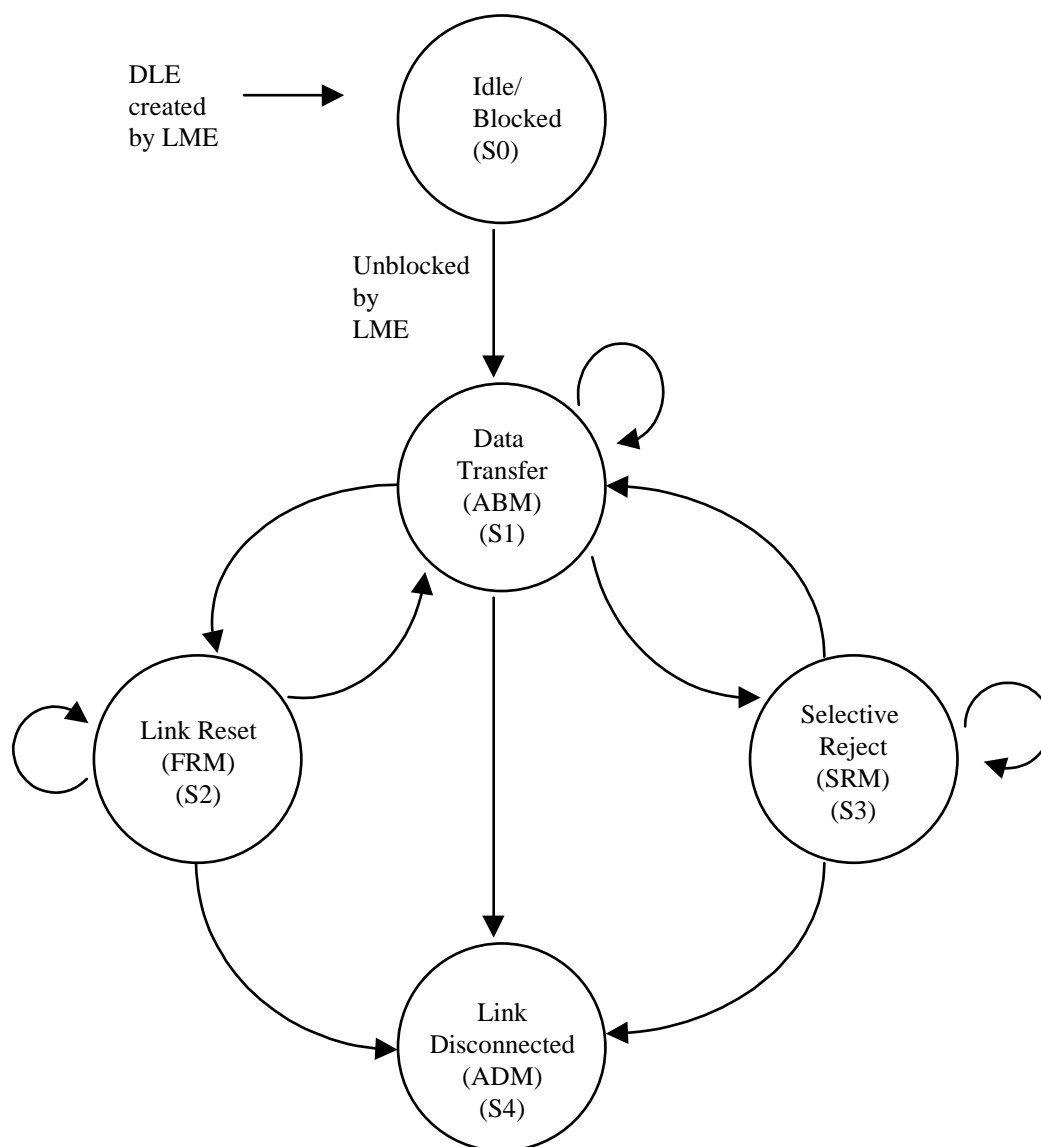 DLE
created
by LME
Idle/
Blocked
(S0)
Unblocked
by
LME
Data
Transfer
(ABM)
(S1)
Link Reset
(FRM)
(S2)
Selective
Reject
(SRM)
(S3)
Link
Disconnected
(ADM)
(S4)